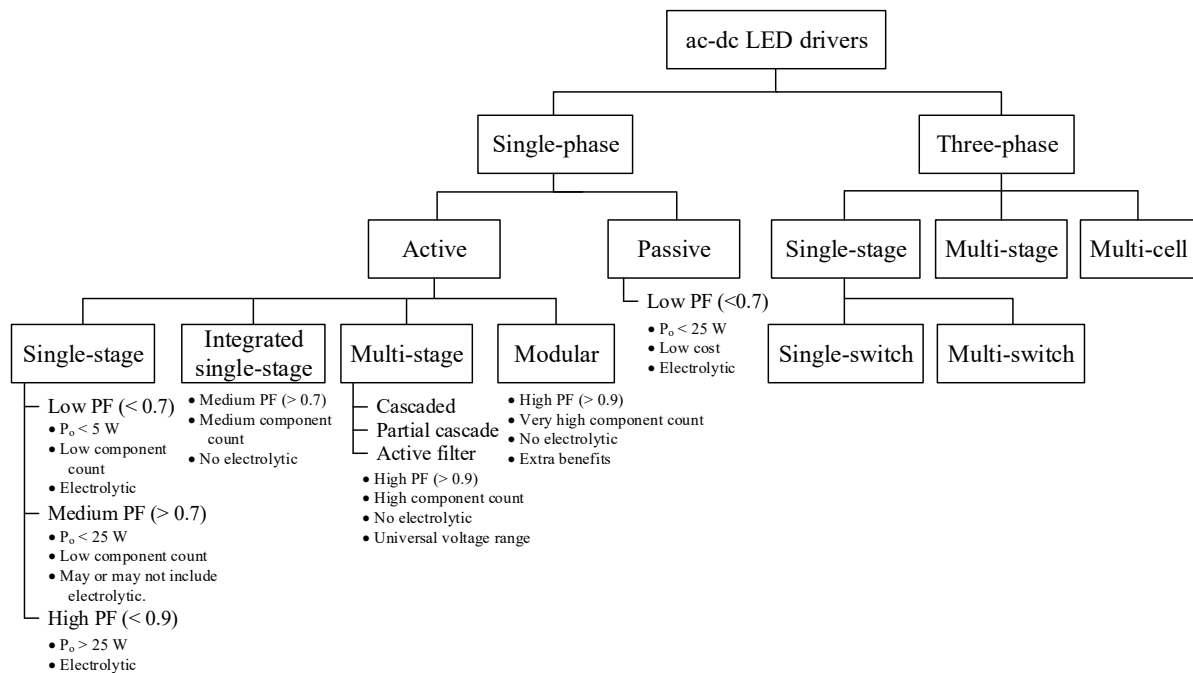 ac-dc LED drivers
Single-phase
Three-phase
Active
Passive
Single-stage
Multi-stage
Multi-cell
Low PF (<0.7)
• Pₒ < 25 W
• Low cost
• Electrolytic
Single-switch
Multi-switch
Single-stage
Low PF (< 0.7)
• Pₒ < 5 W
• Low component
count
• Electrolytic
Medium PF (> 0.7)
• Pₒ < 25 W
• Low component count
• May or may not include
electrolytic.
High PF (< 0.9)
• Pₒ > 25 W
• Electrolytic
Integrated
single-stage
• Medium PF (> 0.7)
• Medium component
count
• No electrolytic
Multi-stage
Cascaded
Partial cascade
Active filter
• High PF (> 0.9)
• High component count
• No electrolytic
• Universal voltage range
Modular
• High PF (> 0.9)
• Very high component count
• No electrolytic
• Extra benefits